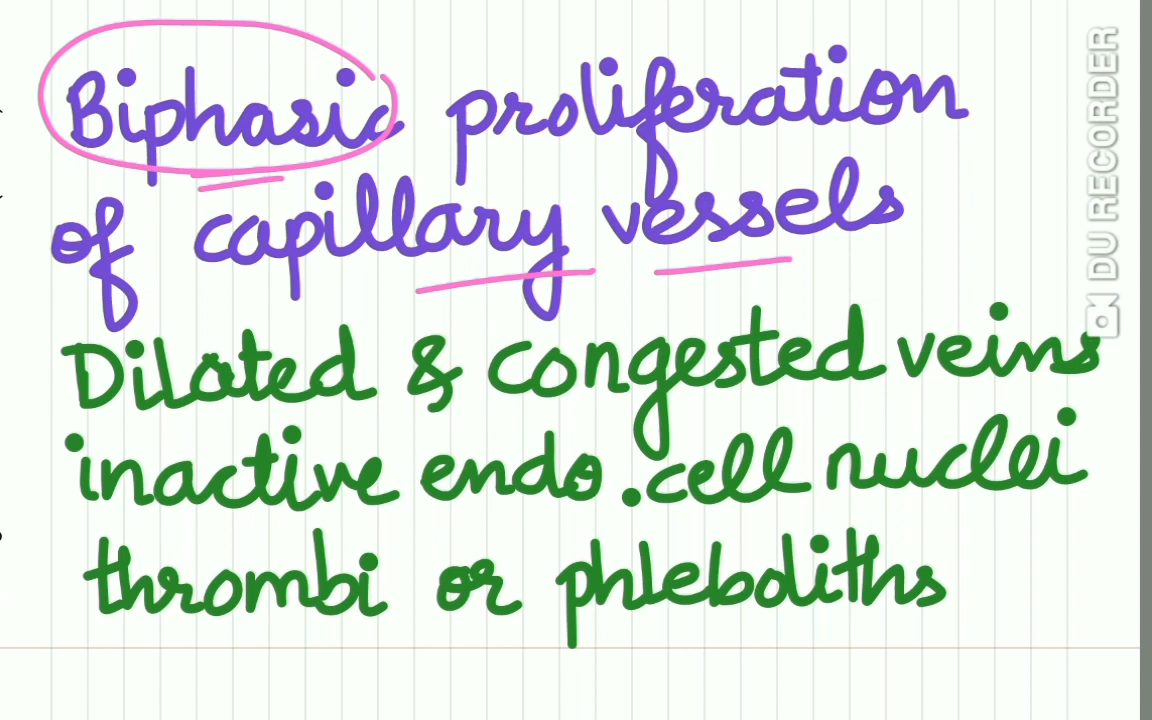 Biphasic proliferation
of capillary vessels
Dilated & congested veins
inactive endo.cell nuclei
thrombi or phleboliths
DU RECORDER